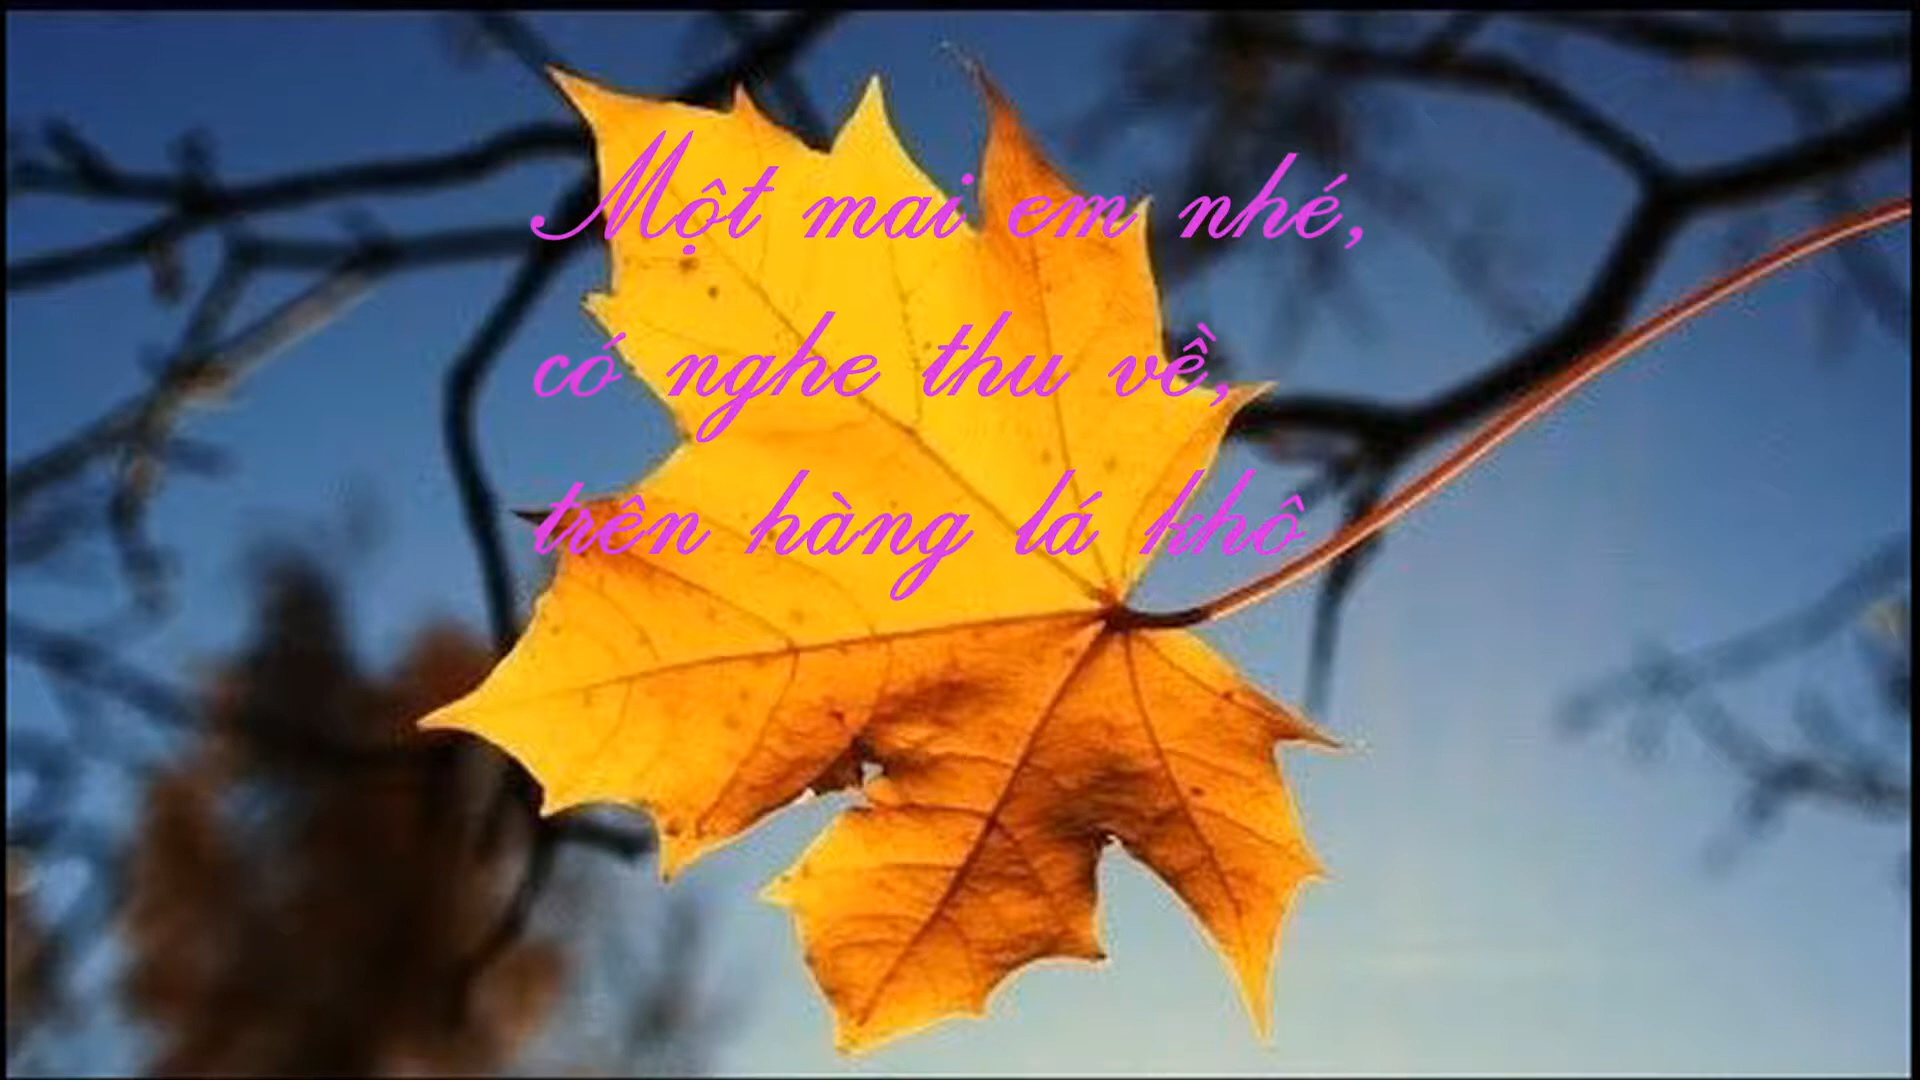 Một mai em nhé,
có nghe thu về,
trên hàng lá khô